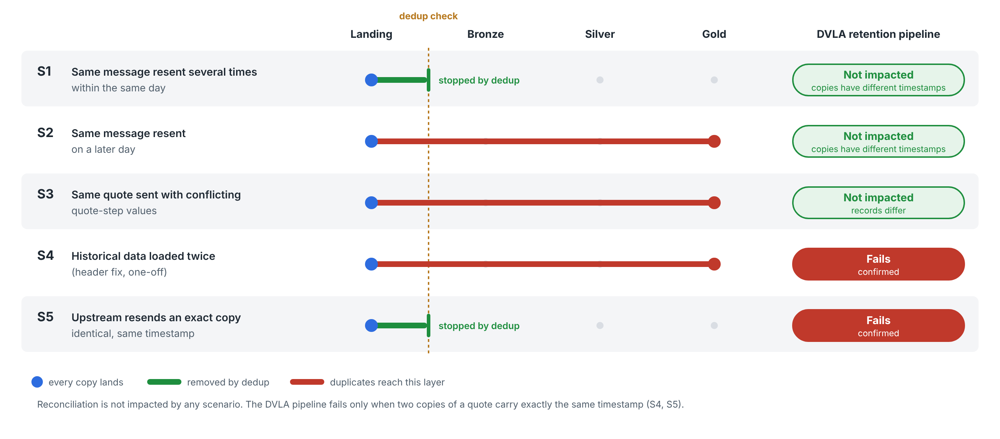 dedup check
Landing
Bronze
Silver
Gold
DVLA retention pipeline
S1
Same message resent several times
within the same day
stopped by dedup
Not impacted
copies have different timestamps
S2
Same message resent
on a later day
Not impacted
copies have different timestamps
S3
Same quote sent with conflicting
quote-step values
Not impacted
records differ
S4
Historical data loaded twice
(header fix, one-off)
Fails
confirmed
S5
Upstream resends an exact copy
identical, same timestamp
stopped by dedup
Fails
confirmed
every copy lands
removed by dedup
duplicates reach this layer
Reconciliation is not impacted by any scenario. The DVLA pipeline fails only when two copies of a quote carry exactly the same timestamp (S4, S5).